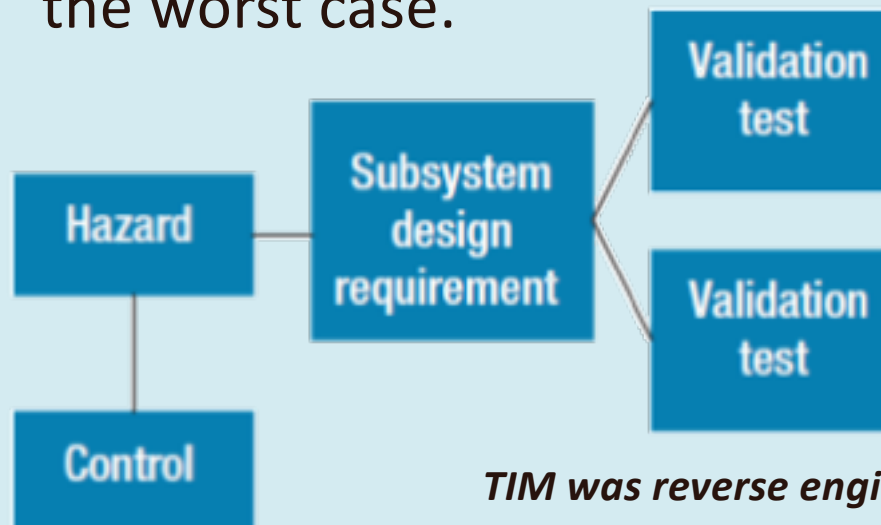 the worst case.
Validation
test
Hazard
Subsystem
design
requirement
Validation
test
Control
TIM was reverse engi